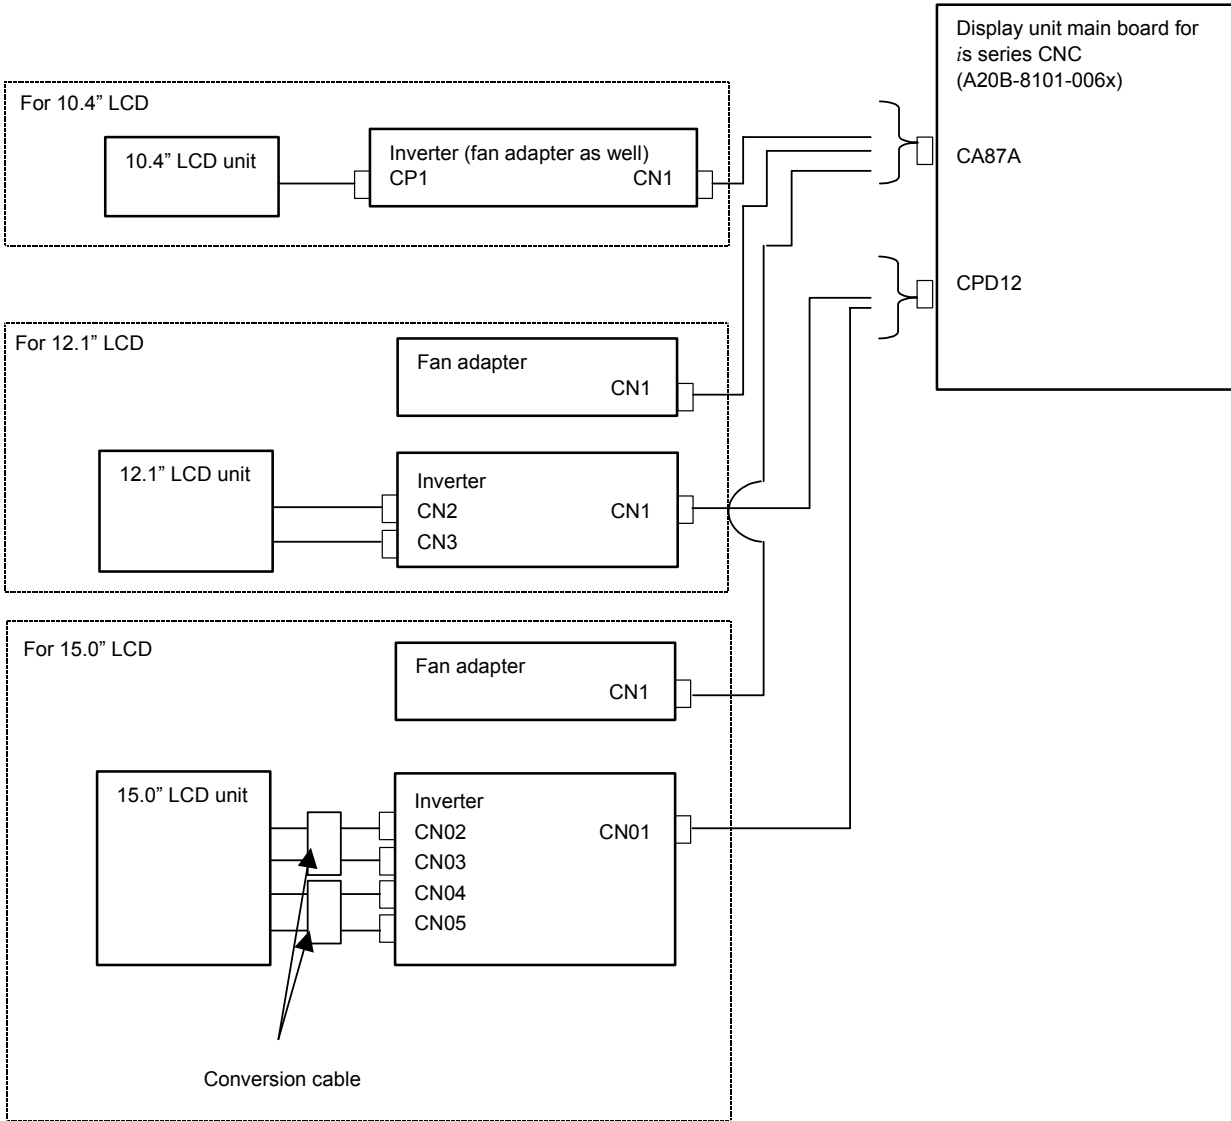 Display unit main board for
is series CNC
(A20B-8101-006x)
CA87A
CPD12
For 10.4” LCD
10.4” LCD unit
Inverter (fan adapter as well)
CP1 CN1
For 12.1” LCD
Fan adapter
CN1
12.1” LCD unit
Inverter
CN2 CN1
CN3
For 15.0” LCD
Fan adapter
CN1
15.0” LCD unit
Inverter
CN02 CN01
CN03
CN04
CN05
Conversion cable